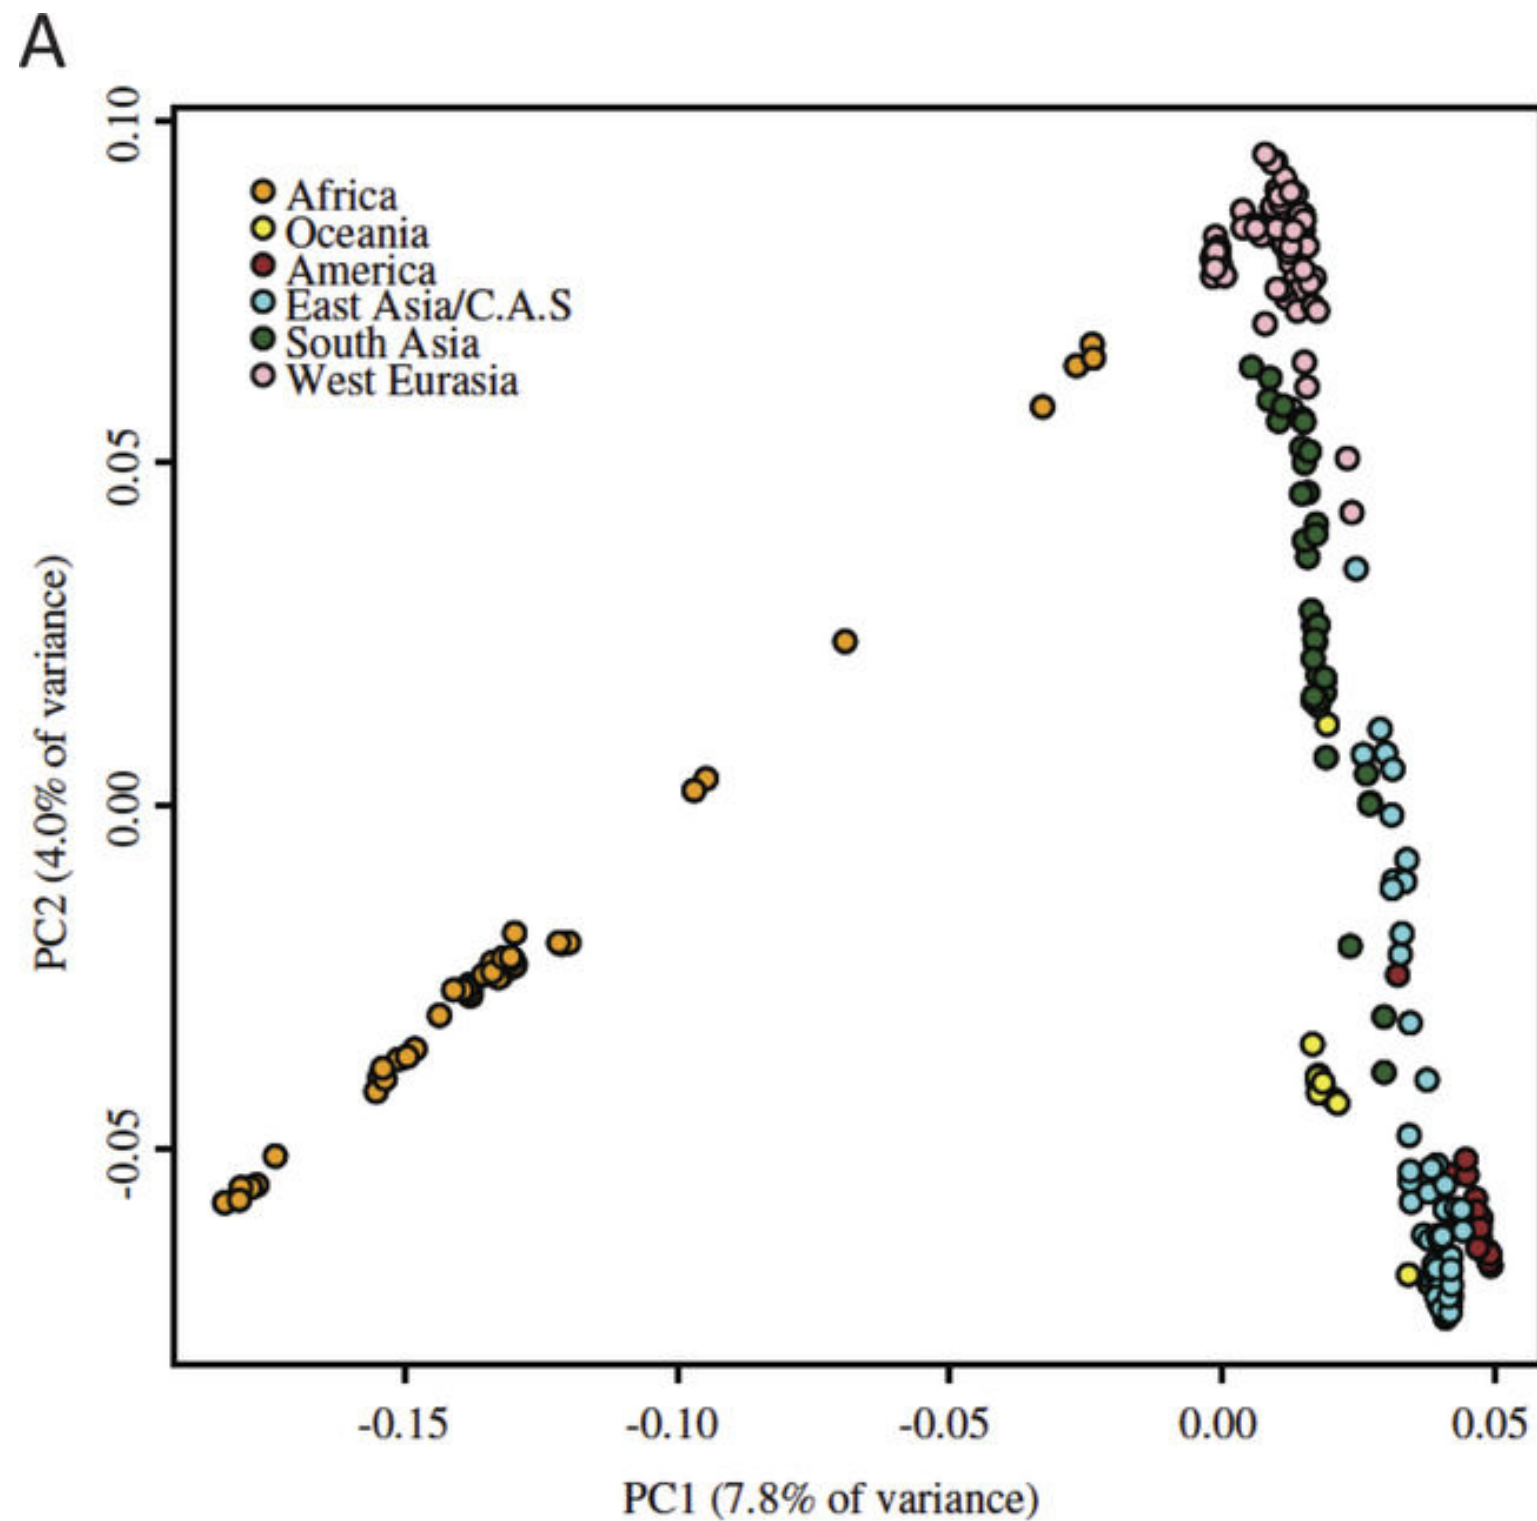 A
Africa
Oceania
America
East Asia/C.A.S
South Asia
West Eurasia
0.10
0.05
0.00
-0.05
PC2 (4.0% of variance)
-0.15 -0.10 -0.05 0.00 0.05
PC1 (7.8% of variance)